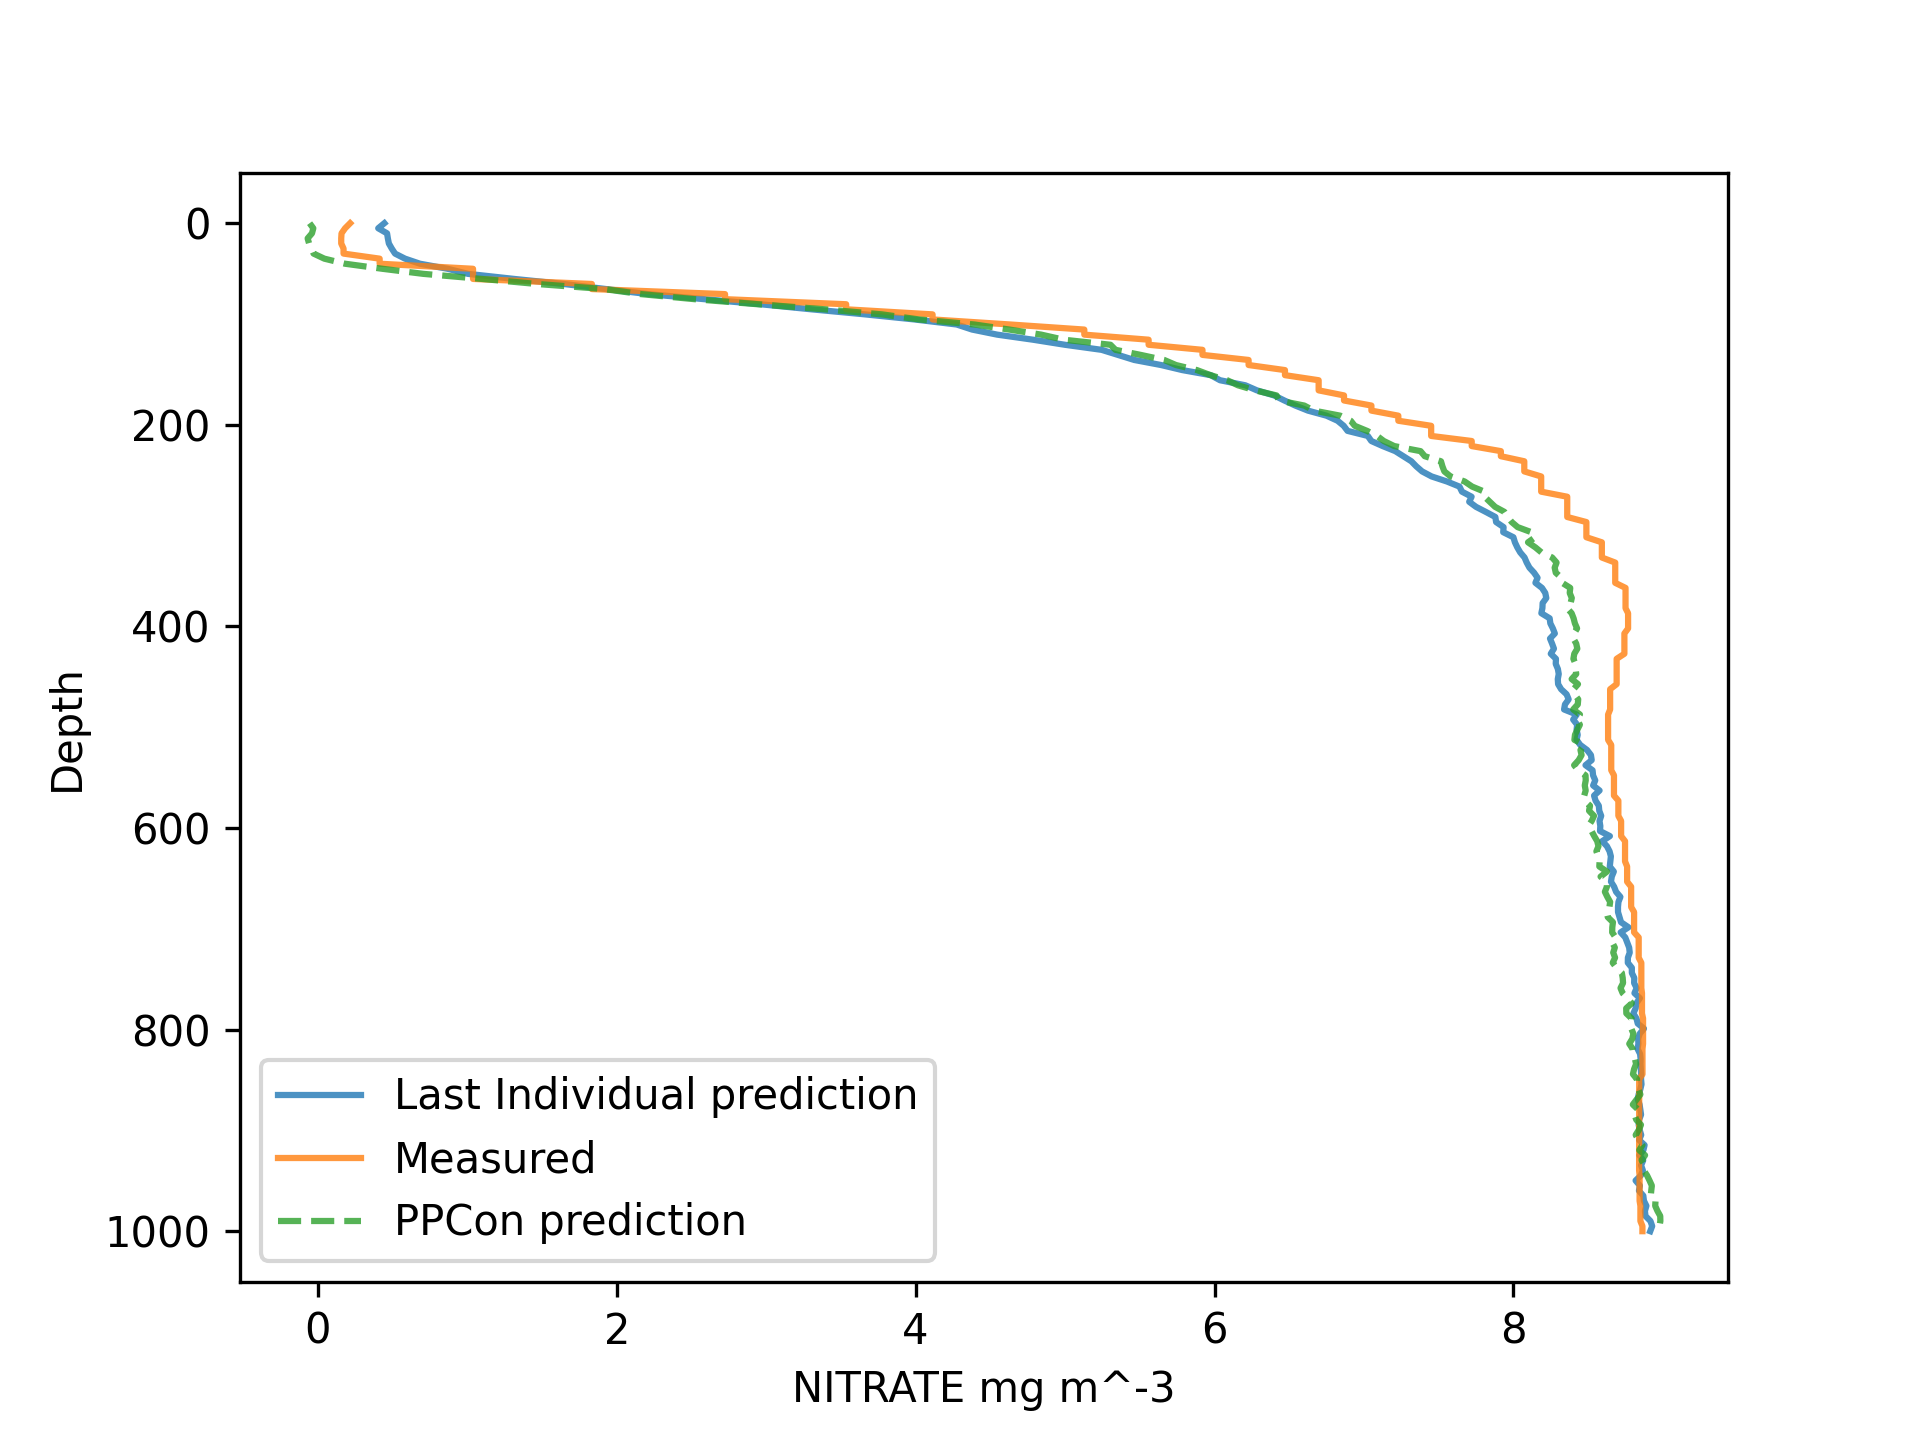 0
200
400
600
800
1000
Depth
Last Individual prediction
Measured
PPCon prediction
0 2 4 6 8
NITRATE mg m^-3